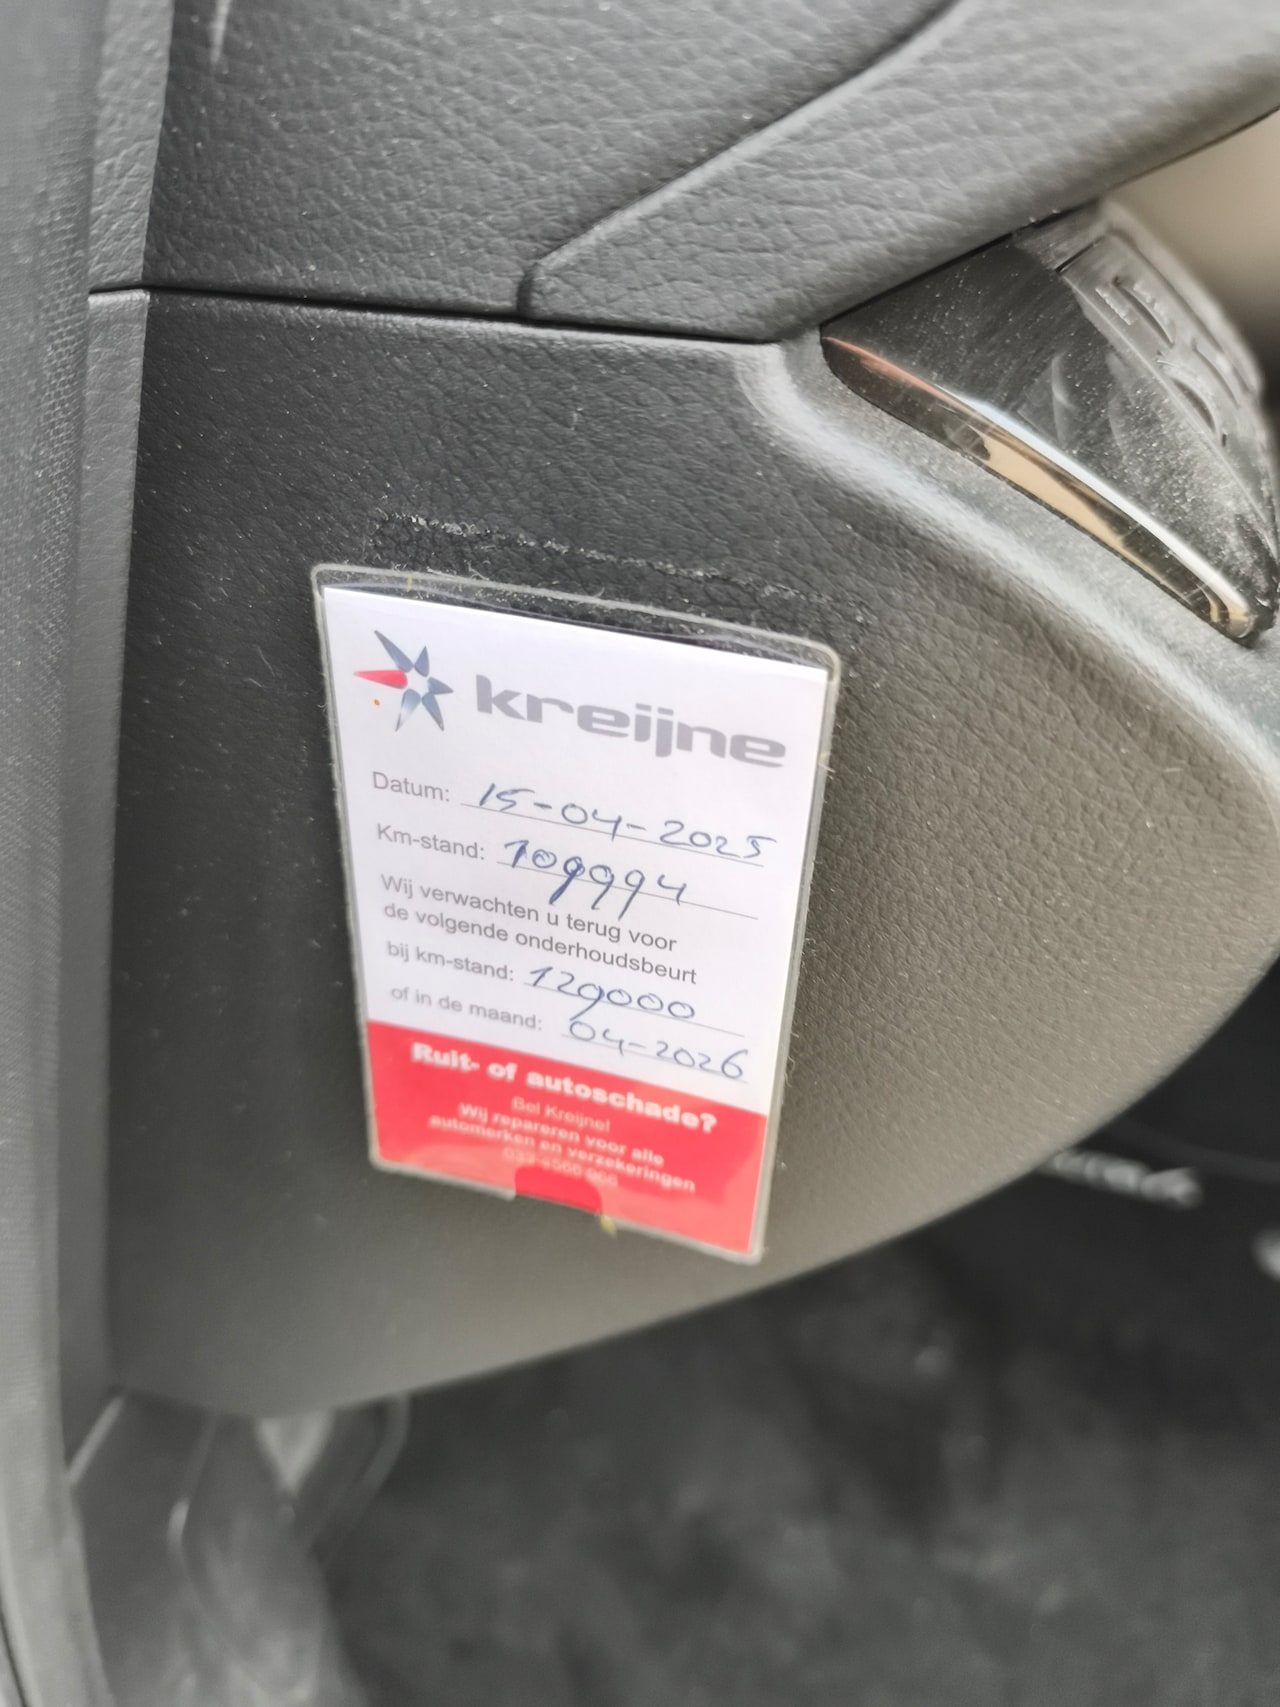 kreijne
Datum: 15-04-2025
Km-stand: 109994
Wij verwachten u terug voor
de volgende onderhoudsbeurt
bij km-stand: 129000
of in de maand: 04-2026
Ruit- of autoschade?
Bel Kreijne!
Wij repareren voor alle
automerken en verzekeringen